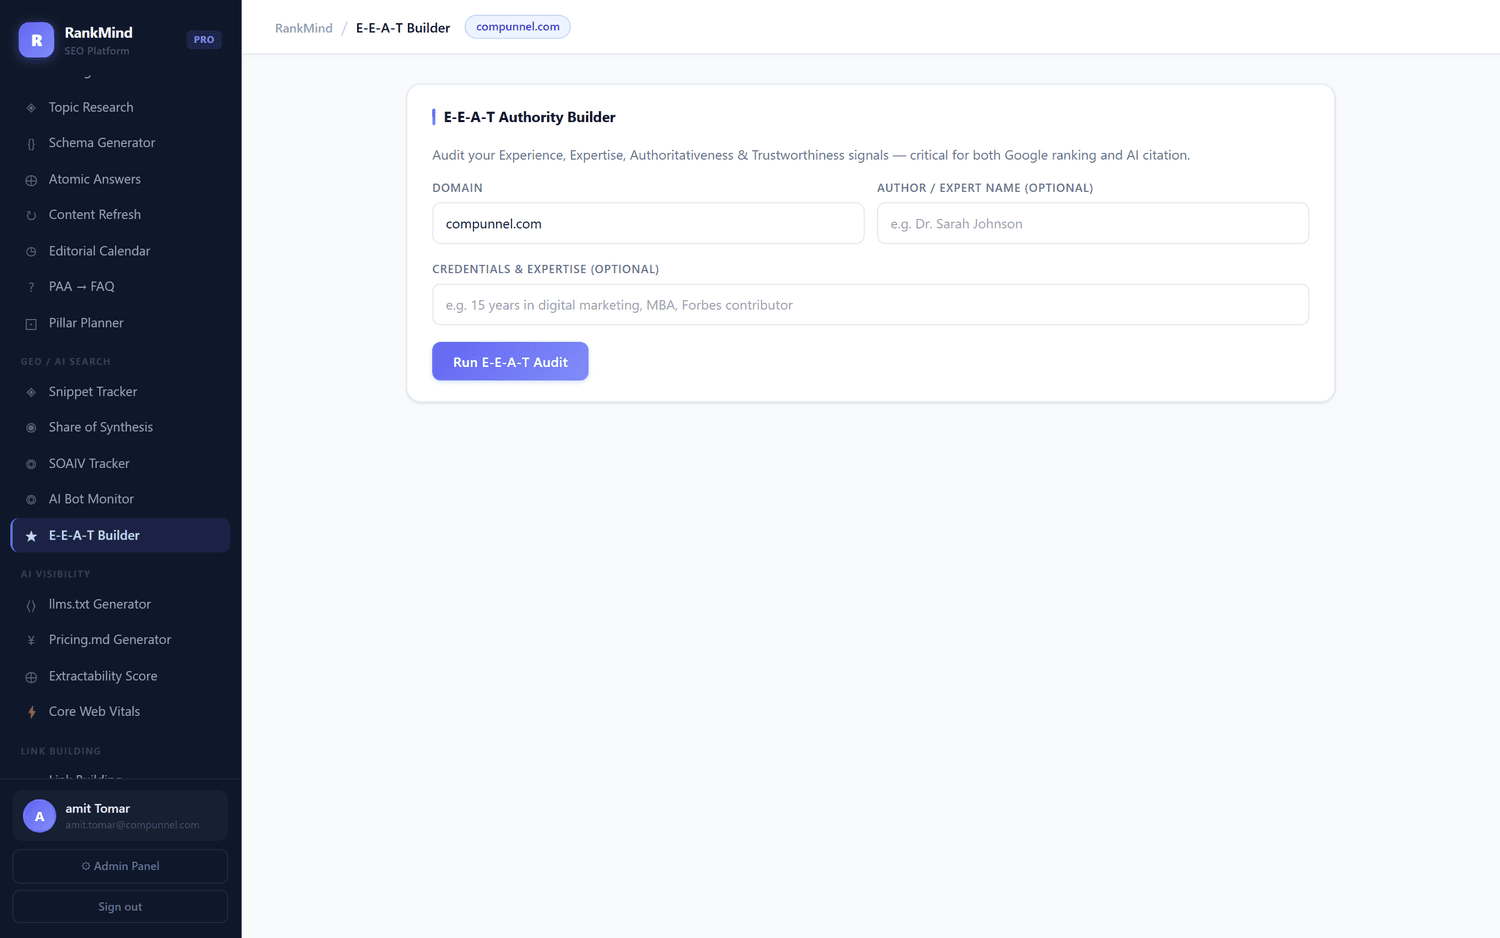 R
RankMind
SEO Platform
PRO
Topic Research
{} Schema Generator
Atomic Answers
Content Refresh
Editorial Calendar
? PAA → FAQ
Pillar Planner
GEO / AI SEARCH
Snippet Tracker
Share of Synthesis
SOAIV Tracker
AI Bot Monitor
★ E-E-A-T Builder
AI VISIBILITY
⟨⟩ llms.txt Generator
¥ Pricing.md Generator
Extractability Score
Core Web Vitals
LINK BUILDING
Link Building
A
amit Tomar
amit.tomar@compunnel.com
Admin Panel
Sign out
RankMind / E-E-A-T Builder
compunnel.com
E-E-A-T Authority Builder
Audit your Experience, Expertise, Authoritativeness & Trustworthiness signals — critical for both Google ranking and AI citation.
DOMAIN
compunnel.com
AUTHOR / EXPERT NAME (OPTIONAL)
e.g. Dr. Sarah Johnson
CREDENTIALS & EXPERTISE (OPTIONAL)
e.g. 15 years in digital marketing, MBA, Forbes contributor
Run E-E-A-T Audit